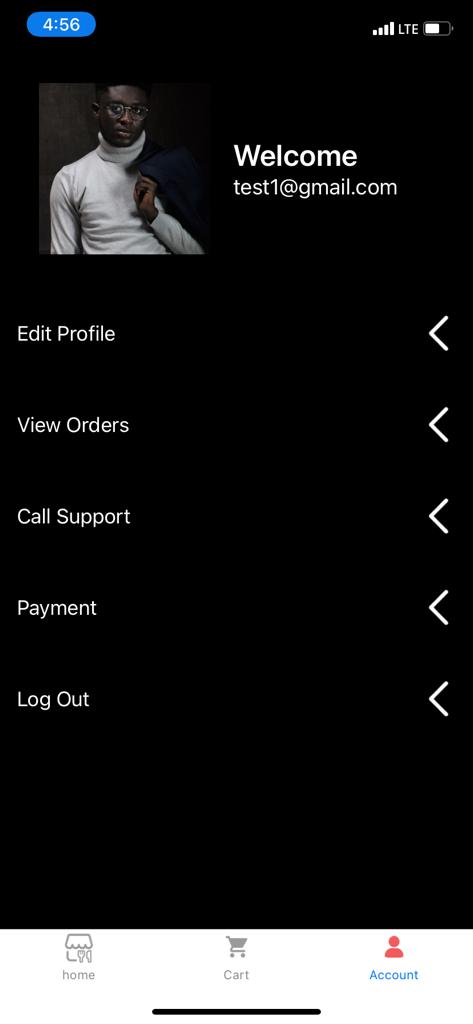 4:56
LTE
Welcome
test1@gmail.com
Edit Profile
View Orders
Call Support
Payment
Log Out
home
Cart
Account